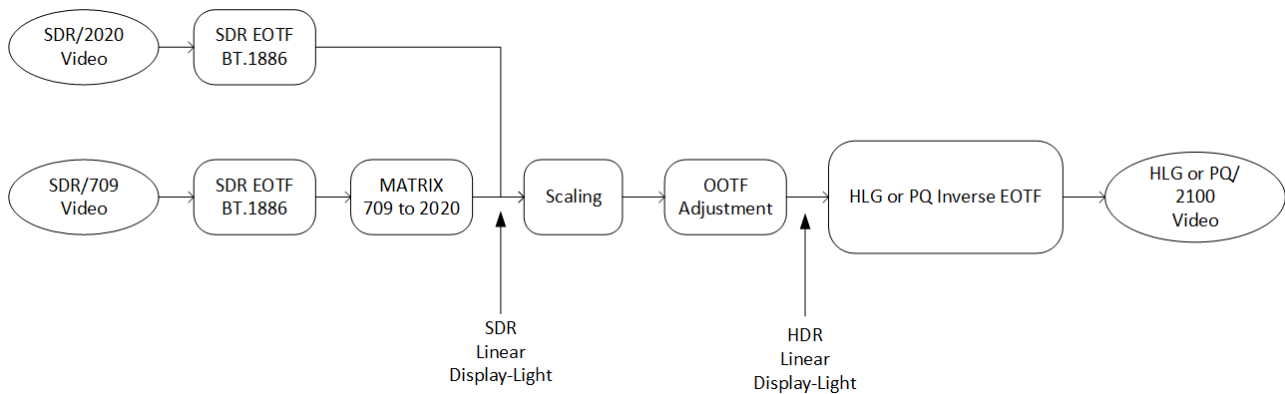 SDR/2020
Video
SDR EOTF
BT.1886
SDR/709
Video
SDR EOTF
BT.1886
MATRIX
709 to 2020
Scaling
OOTF
Adjustment
HLG or PQ Inverse EOTF
HLG or PQ/
2100
Video
SDR
Linear
Display-Light
HDR
Linear
Display-Light